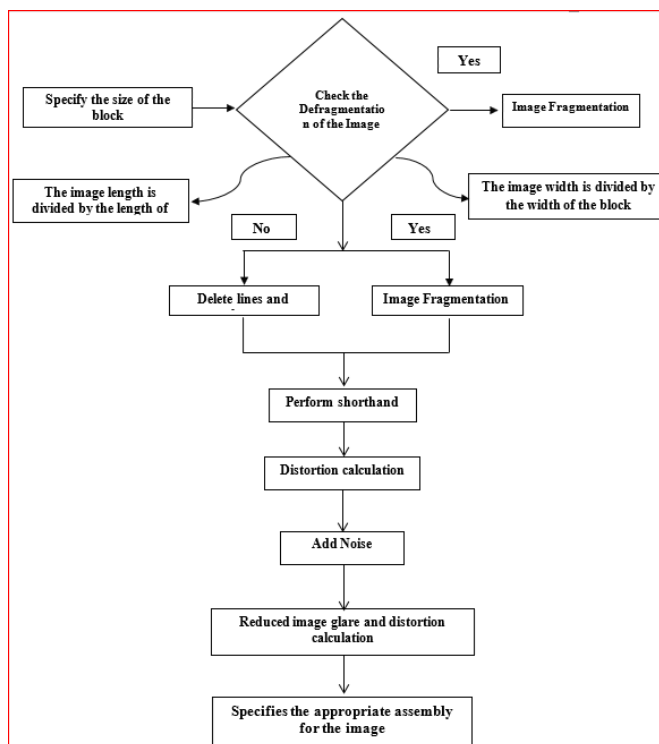 Yes
Specify the size of the
block
Check the
Defragmentatio
n of the Image
Image Fragmentation
The image length is
divided by the length of
The image width is divided by
the width of the block
No
Yes
Delete lines and
Image Fragmentation
Perform shorthand
Distortion calculation
Add Noise
Reduced image glare and distortion
calculation
Specifies the appropriate assembly
for the image